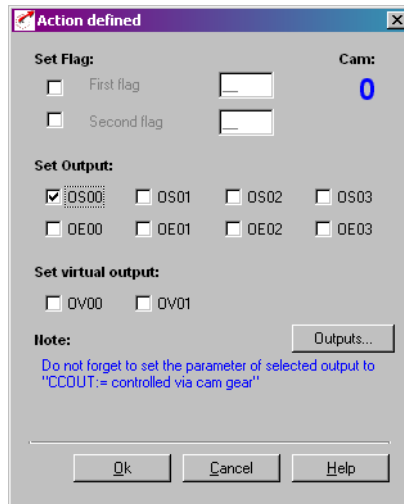 Action defined
Set Flag: Cam:
First flag __ 0
Second flag __
Set Output:
OS00 OS01 OS02 OS03
OE00 OE01 OE02 OE03
Set virtual output:
OV00 OV01
Note: Outputs...
Do not forget to set the parameter of selected output to
"CCOUT:= controlled via cam gear"
Ok Cancel Help